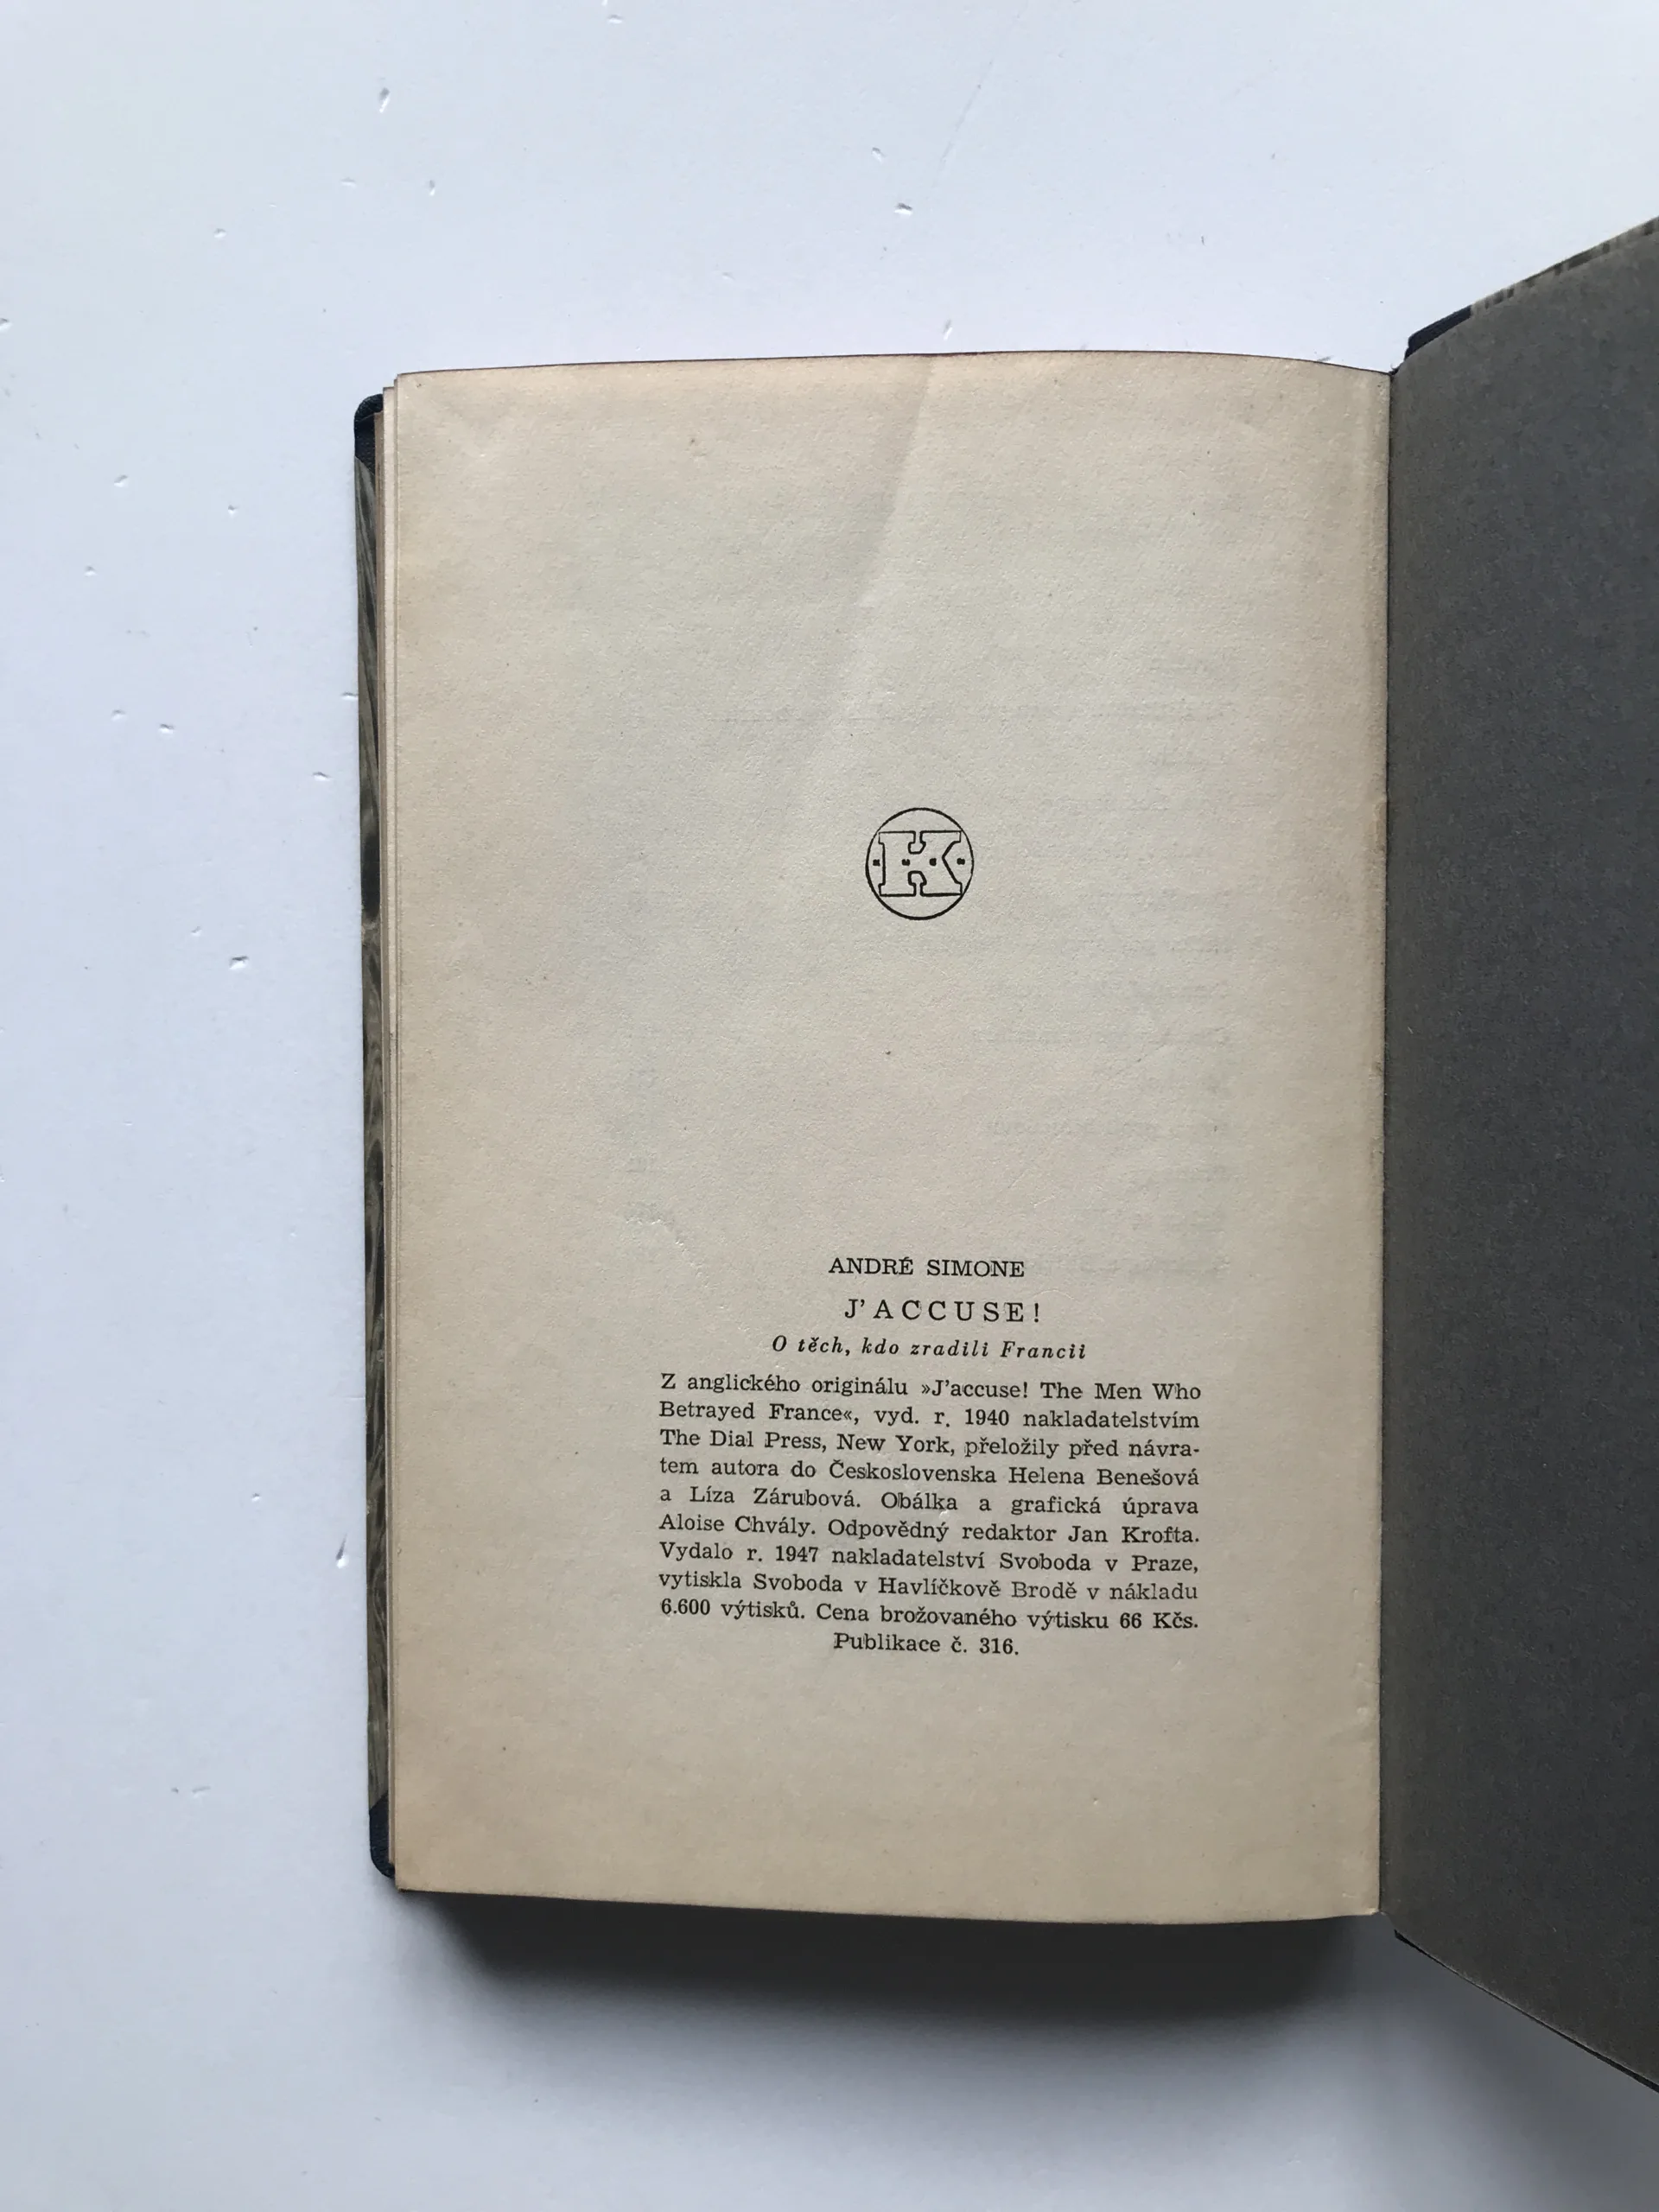 K
ANDRÉ SIMONE
J'ACCUSE!
O těch, kdo zradili Francii
Z anglického originálu »J'accuse! The Men Who
Betrayed France«, vyd. r. 1940 nakladatelstvím
The Dial Press, New York, přeložily před návra-
tem autora do Československa Helena Benešová
a Líza Zárubová. Obálka a grafická úprava
Aloise Chvály. Odpovědný redaktor Jan Krofta.
Vydalo r. 1947 nakladatelství Svoboda v Praze,
vytiskla Svoboda v Havlíčkově Brodě v nákladu
6.600 výtisků. Cena brožovaného výtisku 66 Kčs.
Publikace č. 316.